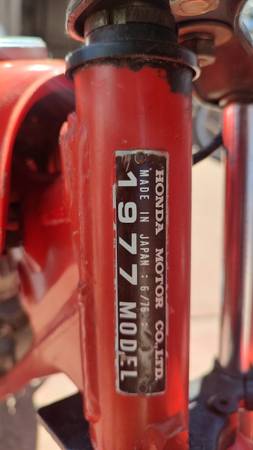 HONDA MOTOR CO.,LTD.
MADE IN JAPAN : 6/76 :
1977 MODEL